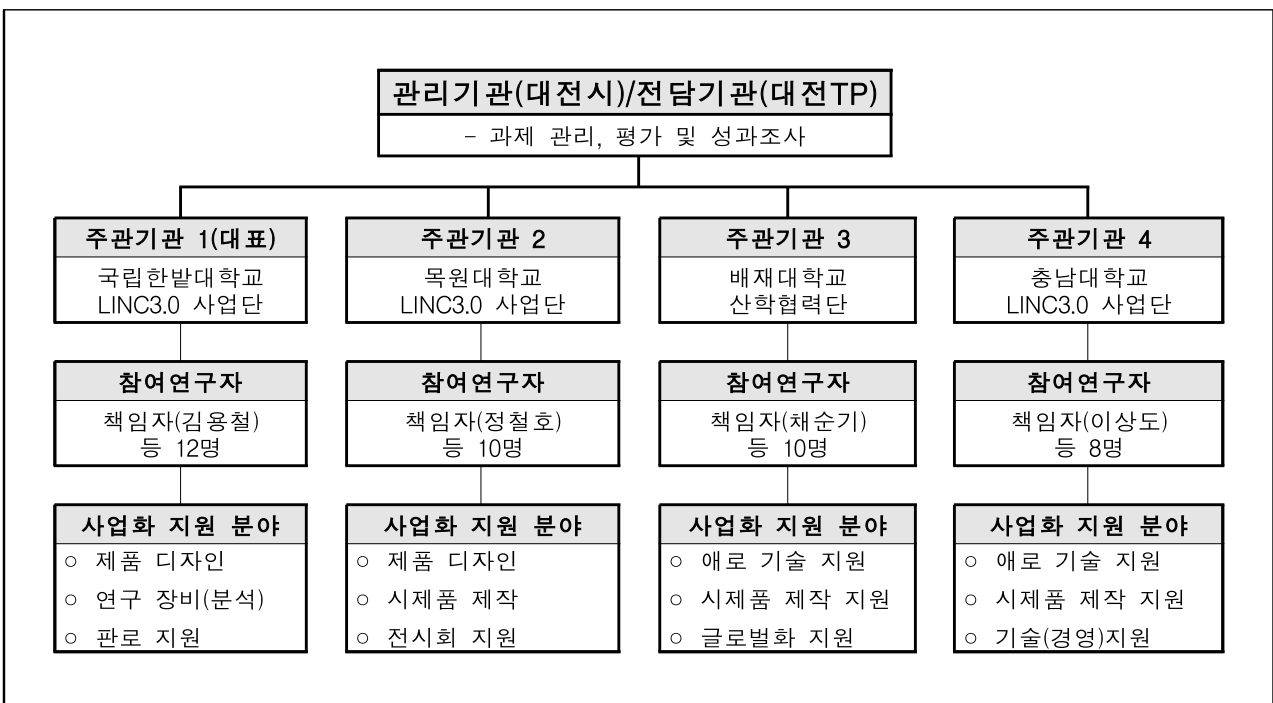 관리기관(대전시)/전담기관(대전TP)
- 과제 관리, 평가 및 성과조사
주관기관 1(대표)
국립한밭대학교
LINC3.0 사업단
주관기관 2
목원대학교
LINC3.0 사업단
주관기관 3
배재대학교
산학협력단
주관기관 4
충남대학교
LINC3.0 사업단
참여연구자
책임자(김용철)
등 12명
참여연구자
책임자(정철호)
등 10명
참여연구자
책임자(채순기)
등 10명
참여연구자
책임자(이상도)
등 8명
사업화 지원 분야
○ 제품 디자인
○ 연구 장비(분석)
○ 판로 지원
사업화 지원 분야
○ 제품 디자인
○ 시제품 제작
○ 전시회 지원
사업화 지원 분야
○ 애로 기술 지원
○ 시제품 제작 지원
○ 글로벌화 지원
사업화 지원 분야
○ 애로 기술 지원
○ 시제품 제작 지원
○ 기술(경영)지원